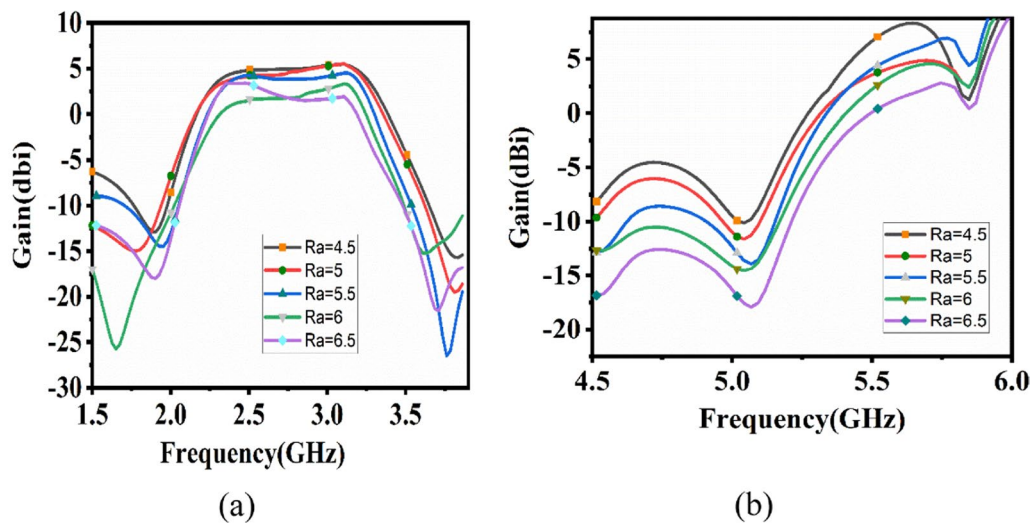 10
5
0
-5
-10
-15
-20
-25
-30
Gain(dbi)
1.5 2.0 2.5 3.0 3.5
Frequency(GHz)
Ra=4.5
Ra=5
Ra=5.5
Ra=6
Ra=6.5
(a)
5
0
-5
-10
-15
-20
Gain(dBi)
4.5 5.0 5.5 6.0
Frequency(GHz)
Ra=4.5
Ra=5
Ra=5.5
Ra=6
Ra=6.5
(b)